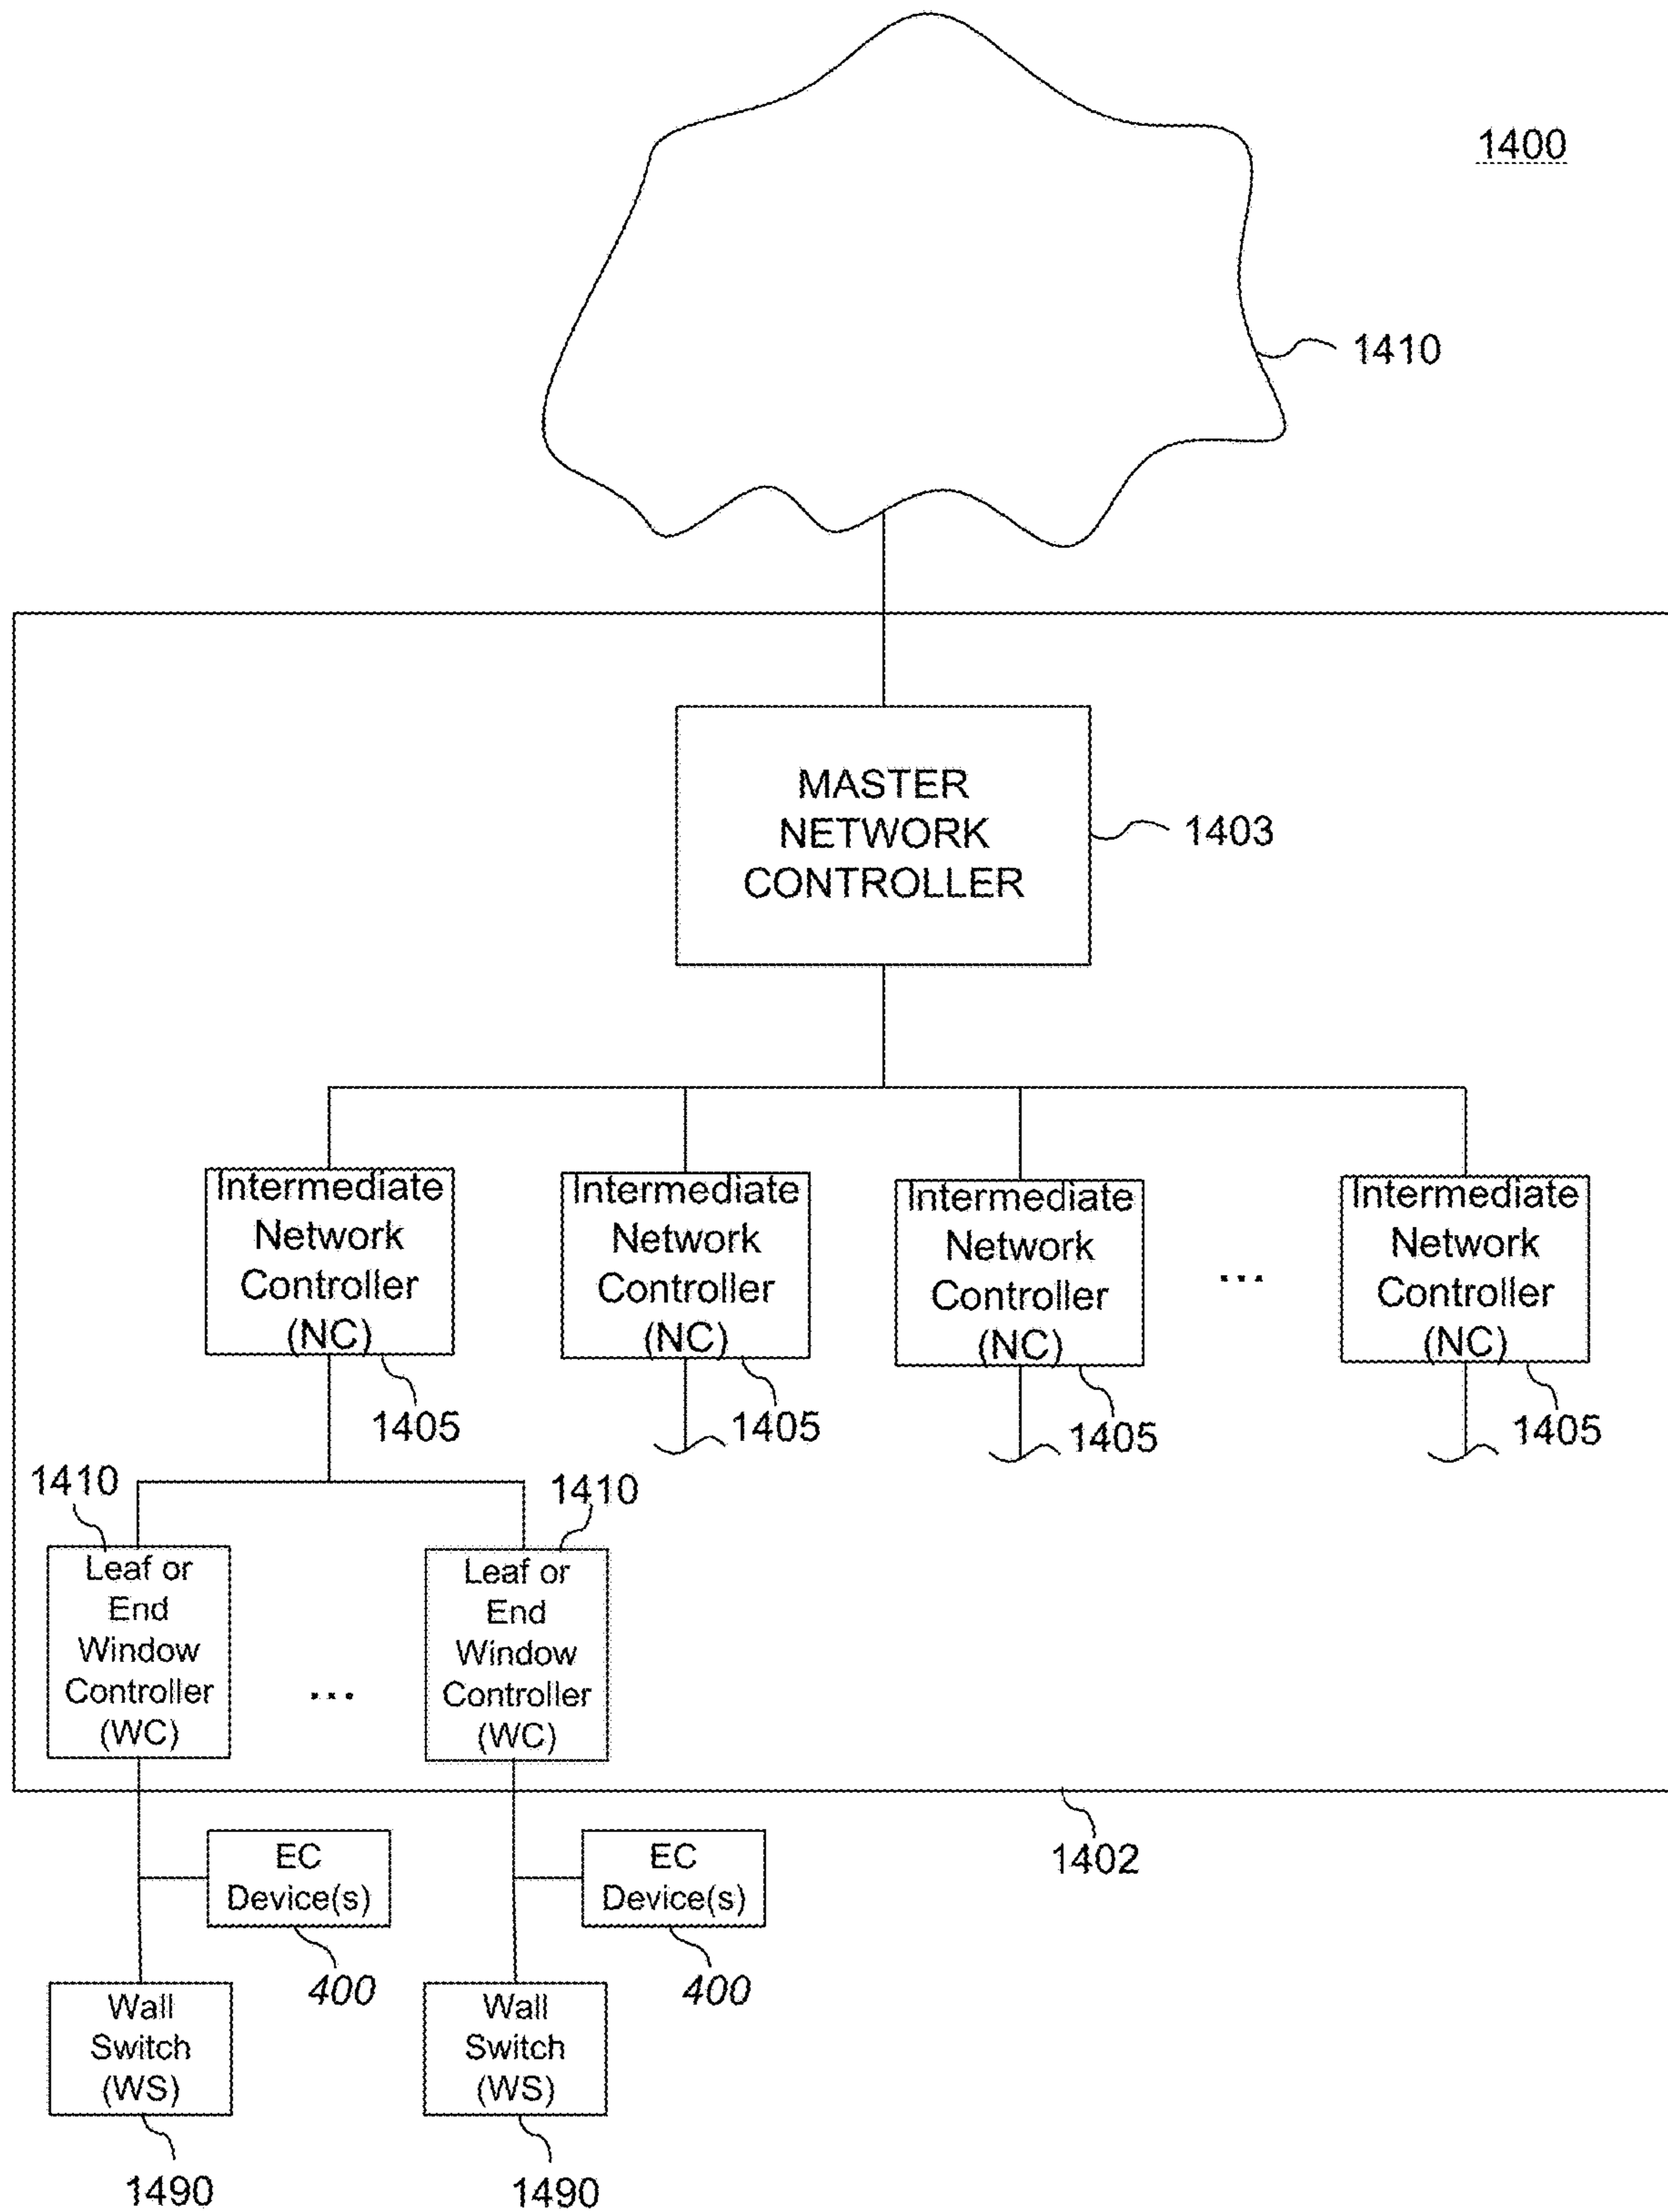 1400
1410
MASTER
NETWORK
CONTROLLER
1403
Intermediate
Network
Controller
(NC)
1405
Intermediate
Network
Controller
(NC)
1405
Intermediate
Network
Controller
(NC)
1405
...
Intermediate
Network
Controller
(NC)
1405
1410
Leaf or
End
Window
Controller
(WC)
...
1410
Leaf or
End
Window
Controller
(WC)
1402
EC
Device(s)
400
EC
Device(s)
400
Wall
Switch
(WS)
1490
Wall
Switch
(WS)
1490